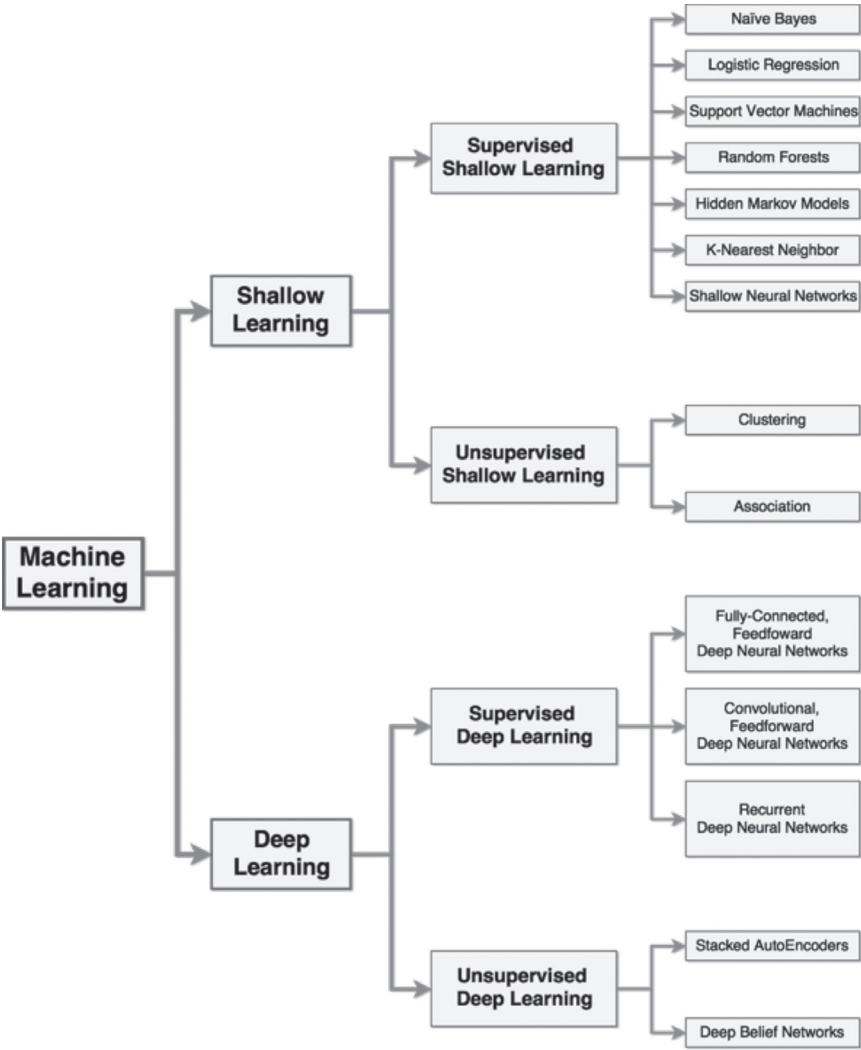 Machine
Learning
Shallow
Learning
Supervised
Shallow Learning
Naïve Bayes
Logistic Regression
Support Vector Machines
Random Forests
Hidden Markov Models
K-Nearest Neighbor
Shallow Neural Networks
Unsupervised
Shallow Learning
Clustering
Association
Deep
Learning
Supervised
Deep Learning
Fully-Connected,
Feedfoward
Deep Neural Networks
Convolutional,
Feedforward
Deep Neural Networks
Recurrent
Deep Neural Networks
Unsupervised
Deep Learning
Stacked AutoEncoders
Deep Belief Networks